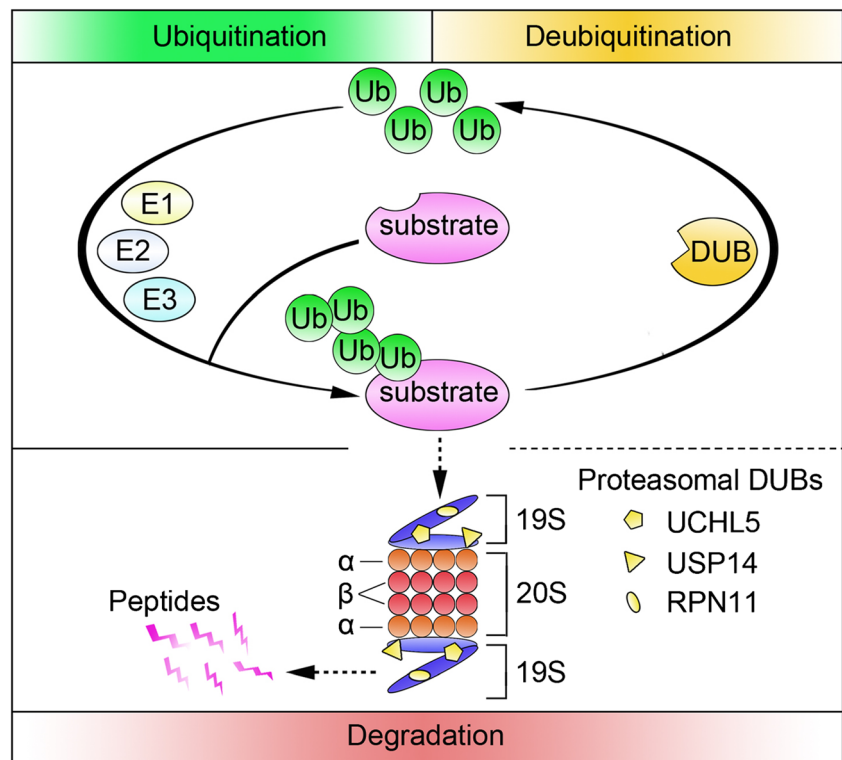 Ubiquitination
Deubiquitination
Ub
Ub
Ub
Ub
E1
E2
E3
substrate
DUB
Ub
Ub
Ub
Ub
substrate
Proteasomal DUBs
UCHL5
USP14
RPN11
19S
α
β
α
20S
19S
Peptides
Degradation